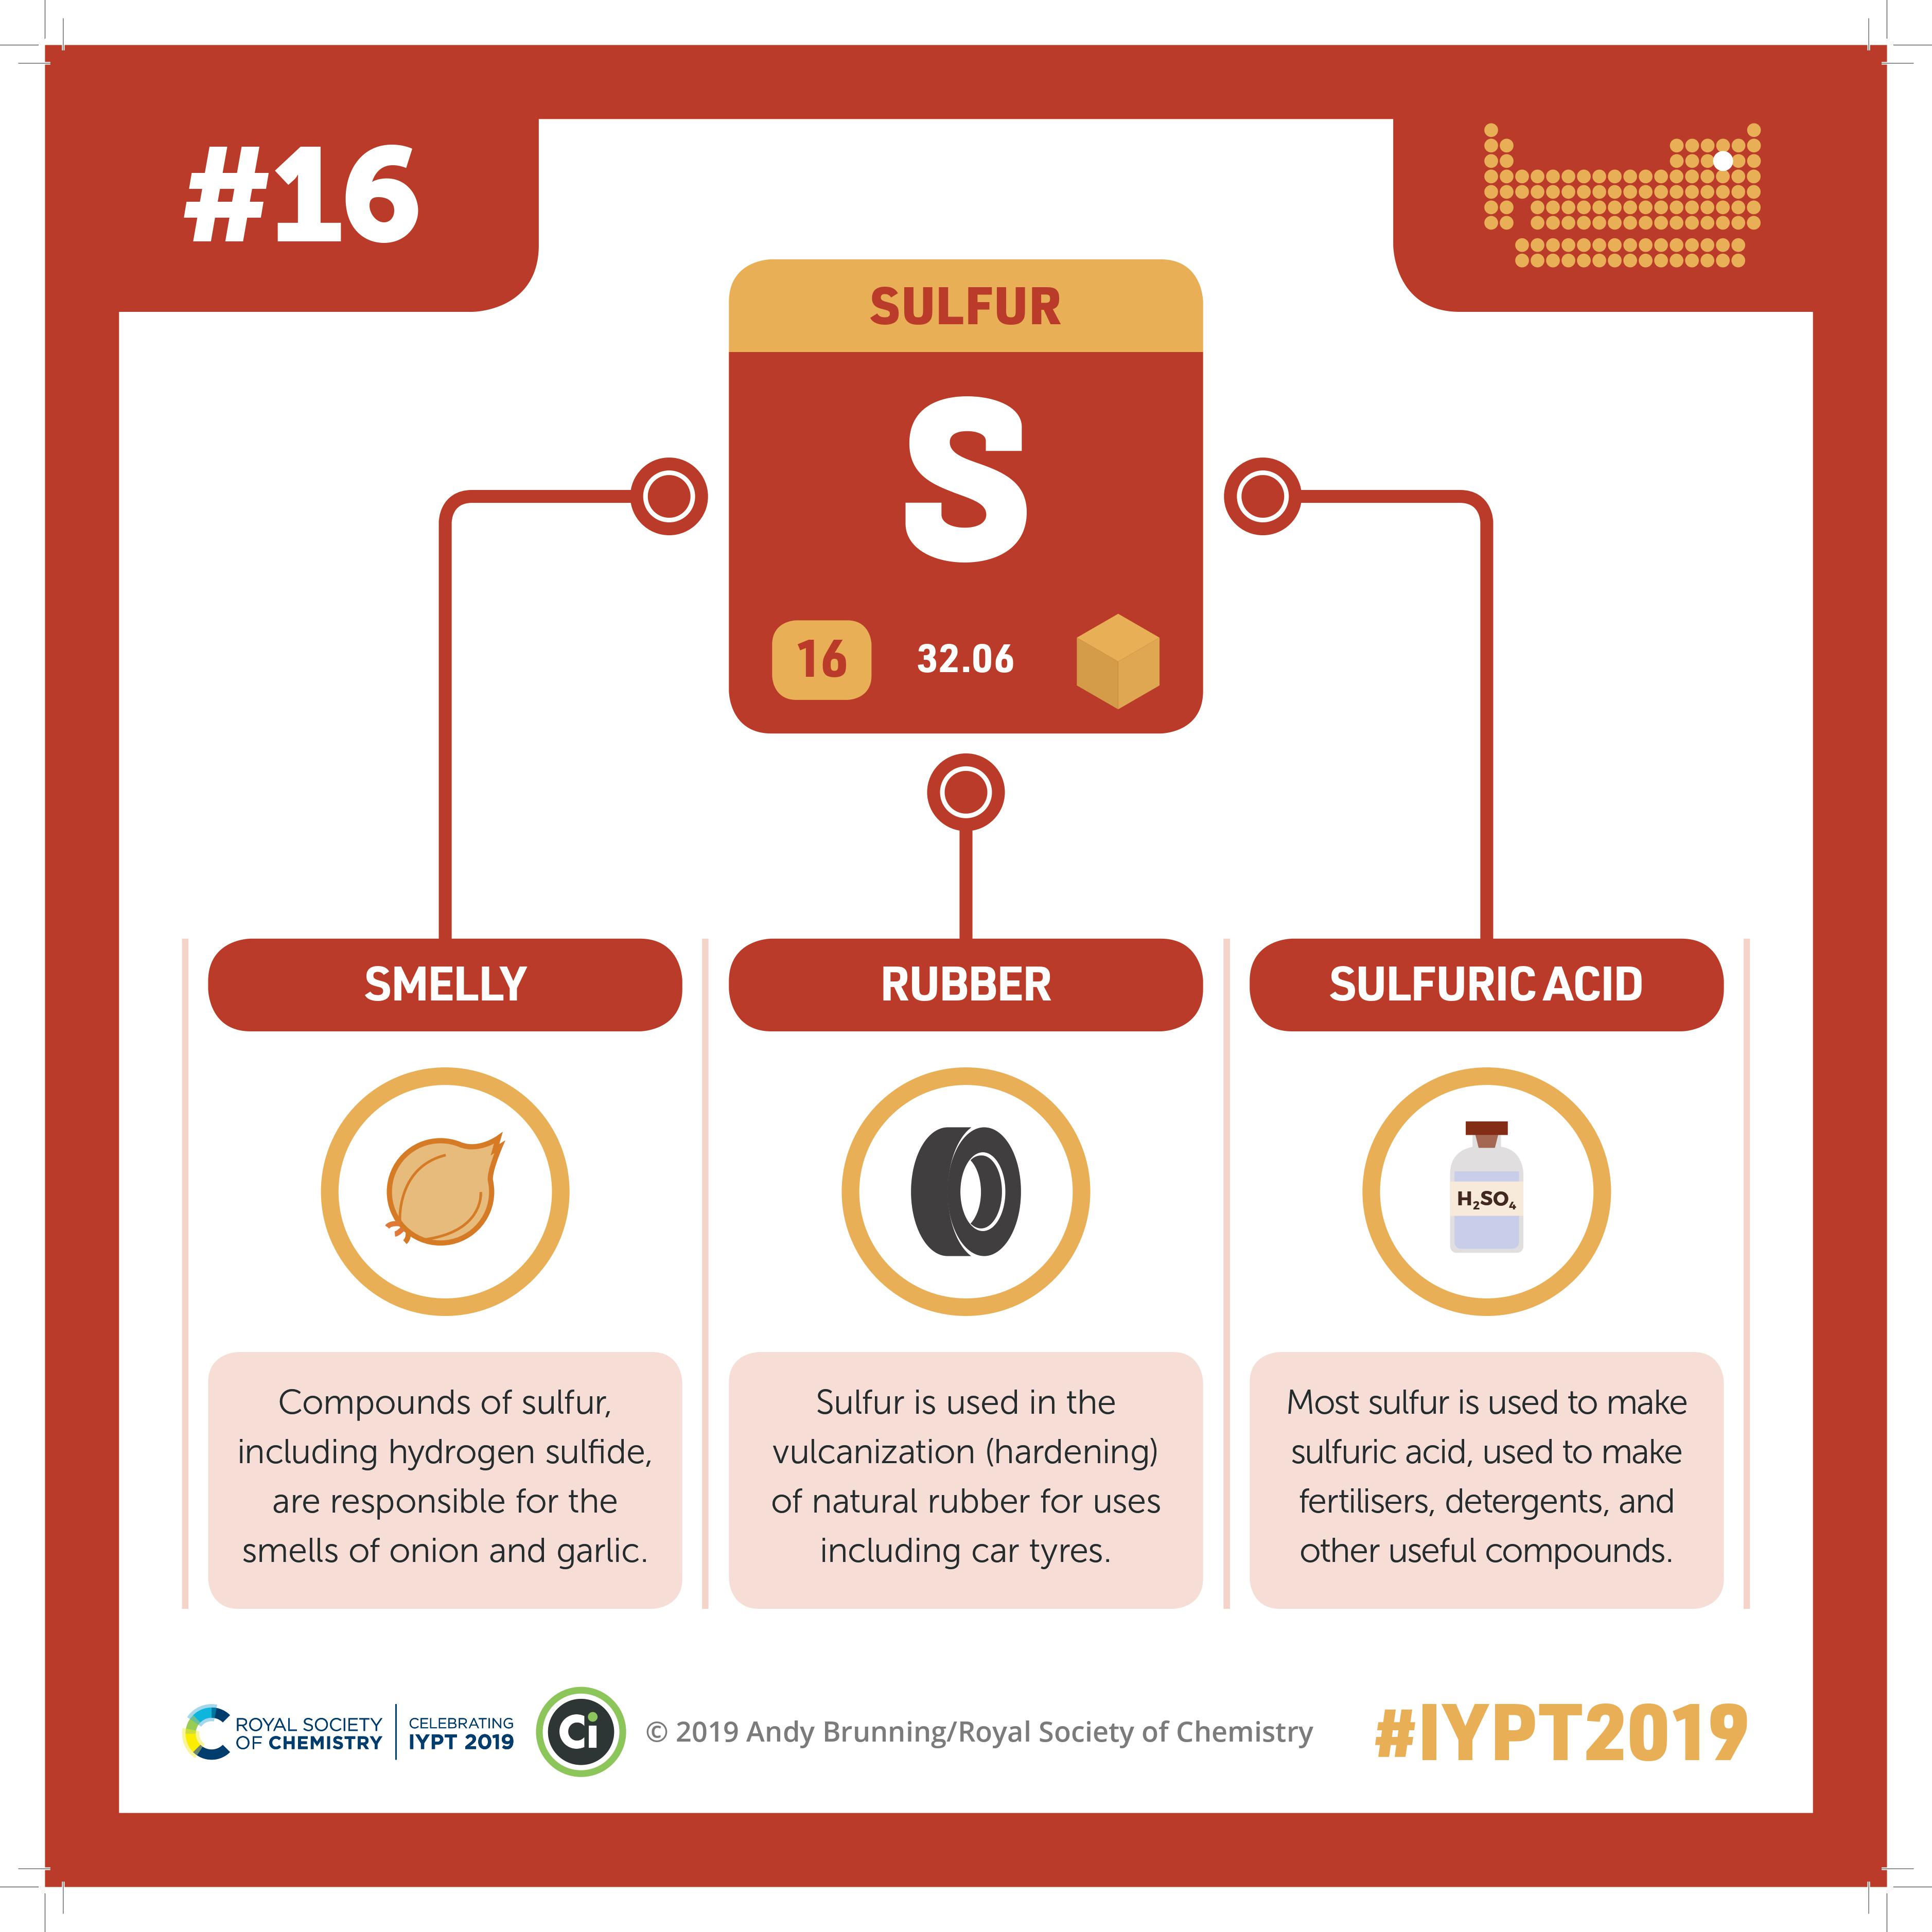 #16
SULFUR
S
16
32.06
SMELLY
Compounds of sulfur,
including hydrogen sulfide,
are responsible for the
smells of onion and garlic.
RUBBER
Sulfur is used in the
vulcanization (hardening)
of natural rubber for uses
including car tyres.
SULFURIC ACID
H₂SO₄
Most sulfur is used to make
sulfuric acid, used to make
fertilisers, detergents, and
other useful compounds.
ROYAL SOCIETY
OF CHEMISTRY
CELEBRATING
IYPT 2019
Ci
© 2019 Andy Brunning/Royal Society of Chemistry
#IYPT2019